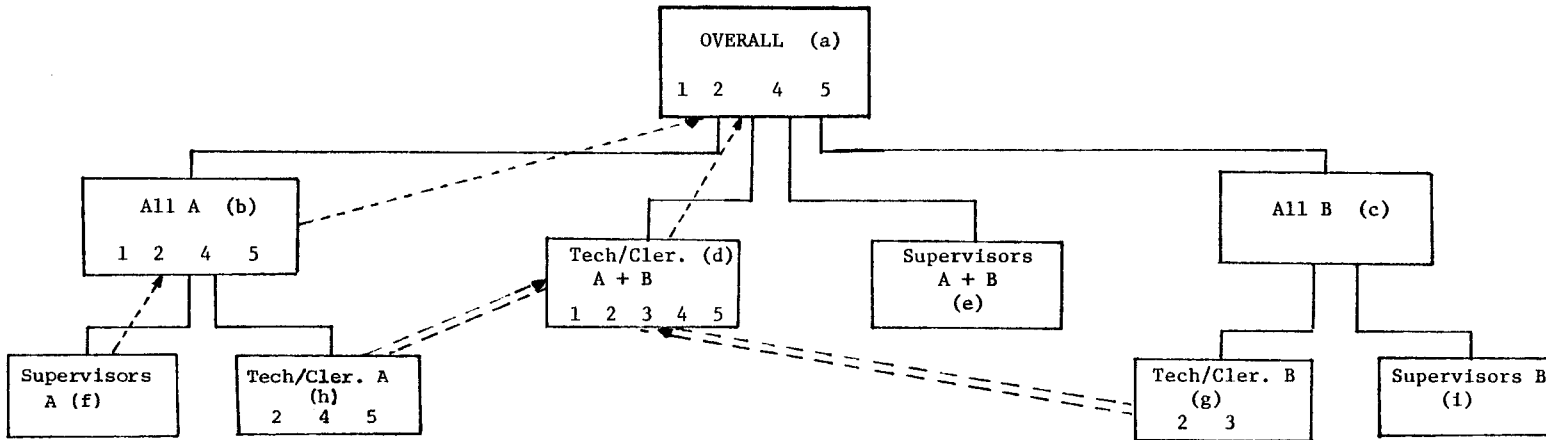 OVERALL (a)
1 2 4 5
All A (b)
1 2 4 5
Tech/Cler. (d)
A + B
1 2 3 4 5
Supervisors
A + B
(e)
All B (c)
Supervisors
A (f)
Tech/Cler. A
(h)
2 4 5
Tech/Cler. B
(g)
2 3
Supervisors B
(i)